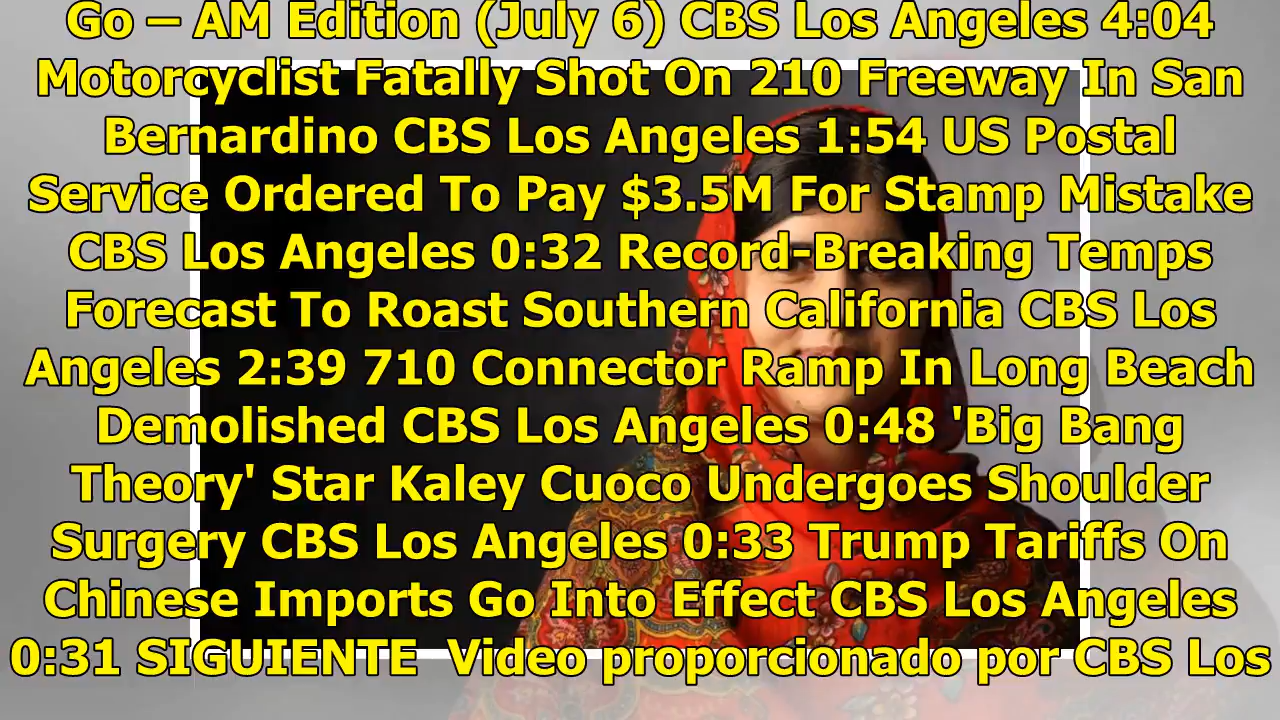 Go – AM Edition (July 6) CBS Los Angeles 4:04
Motorcyclist Fatally Shot On 210 Freeway In San
Bernardino CBS Los Angeles 1:54 US Postal
Service Ordered To Pay $3.5M For Stamp Mistake
CBS Los Angeles 0:32 Record-Breaking Temps
Forecast To Roast Southern California CBS Los
Angeles 2:39 710 Connector Ramp In Long Beach
Demolished CBS Los Angeles 0:48 'Big Bang
Theory' Star Kaley Cuoco Undergoes Shoulder
Surgery CBS Los Angeles 0:33 Trump Tariffs On
Chinese Imports Go Into Effect CBS Los Angeles
0:31 SIGUIENTE  Video proporcionado por CBS Los